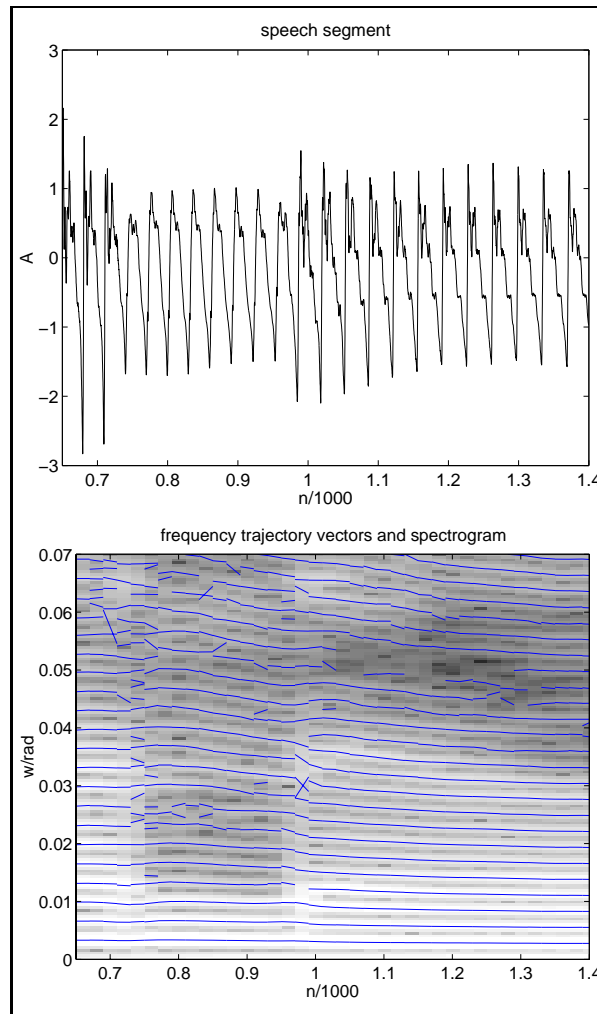 speech segment
3
2
1
0
−1
−2
−3
A
0.7 0.8 0.9 1 1.1 1.2 1.3 1.4
n/1000
frequency trajectory vectors and spectrogram
0.07
0.06
0.05
0.04
0.03
0.02
0.01
0
w/rad
0.7 0.8 0.9 1 1.1 1.2 1.3 1.4
n/1000